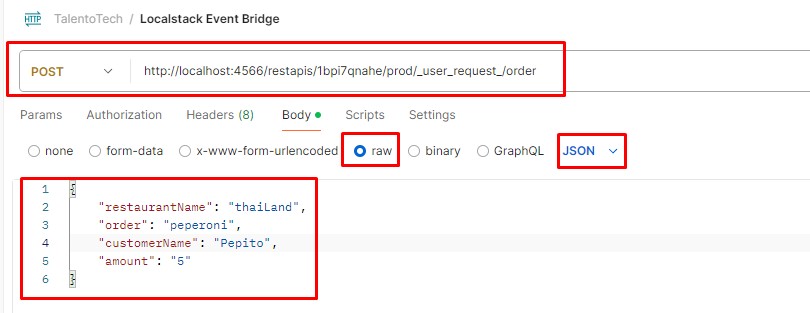 HTTP TalentoTech / Localstack Event Bridge
POST http://localhost:4566/restapis/1bpi7qnahe/prod/_user_request_/order
Params Authorization Headers (8) Body Scripts Settings
none form-data x-www-form-urlencoded raw binary GraphQL JSON
1 {
2 "restaurantName": "thaiLand",
3 "order": "peperoni",
4 "customerName": "Pepito",
5 "amount": "5"
6 }